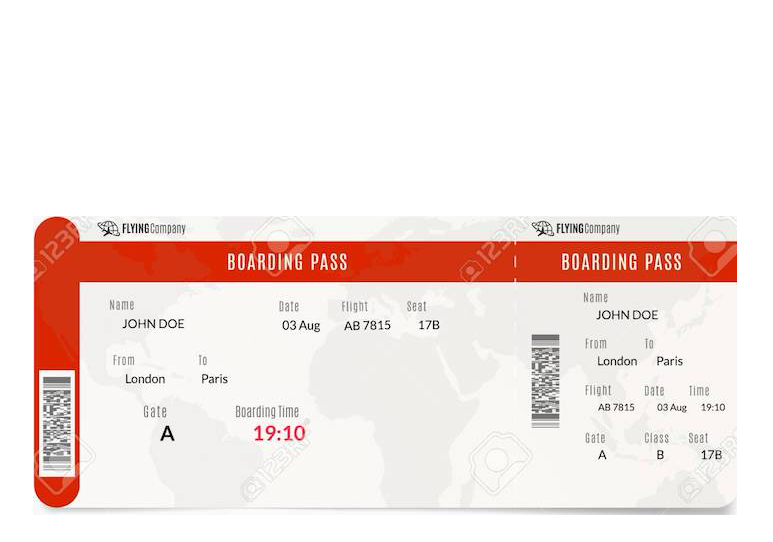 FLYINGCompany
BOARDING PASS
Name
JOHN DOE
Date
03 Aug
Flight
AB 7815
Seat
17B
From
London
To
Paris
Gate
A
Boarding Time
19:10
FLYINGCompany
BOARDING PASS
Name
JOHN DOE
From To
London Paris
Flight Date Time
AB 7815 03 Aug 19:10
Gate Class Seat
A B 17B
123RF